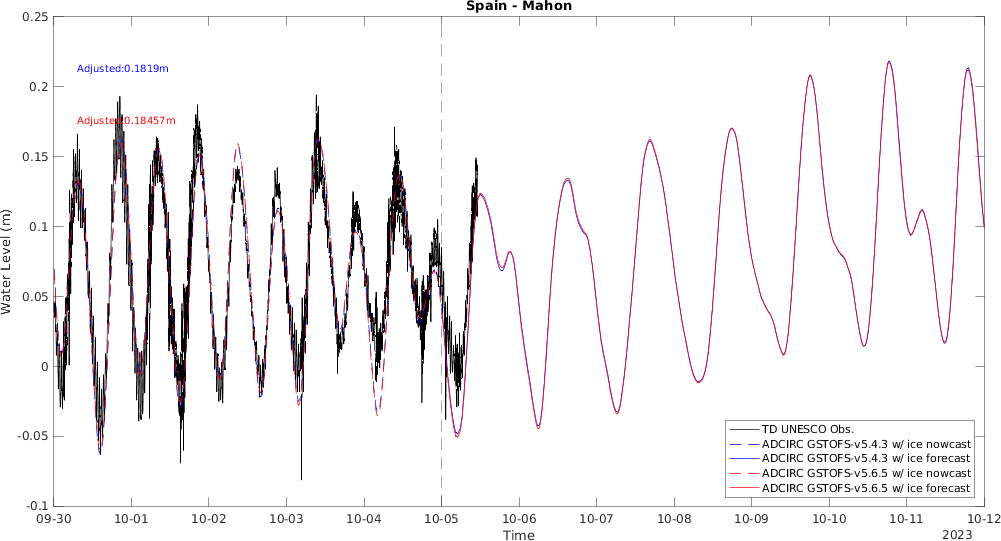 Spain - Mahon
0.25
0.2
0.15
0.1
0.05
0
-0.05
-0.1
Water Level (m)
Adjusted:0.1819m
Adjusted:0.18457m
TD UNESCO Obs.
ADCIRC GSTOFS-v5.4.3 w/ ice nowcast
ADCIRC GSTOFS-v5.4.3 w/ ice forecast
ADCIRC GSTOFS-v5.6.5 w/ ice nowcast
ADCIRC GSTOFS-v5.6.5 w/ ice forecast
09-30 10-01 10-02 10-03 10-04 10-05 10-06 10-07 10-08 10-09 10-10 10-11 10-12
Time
2023